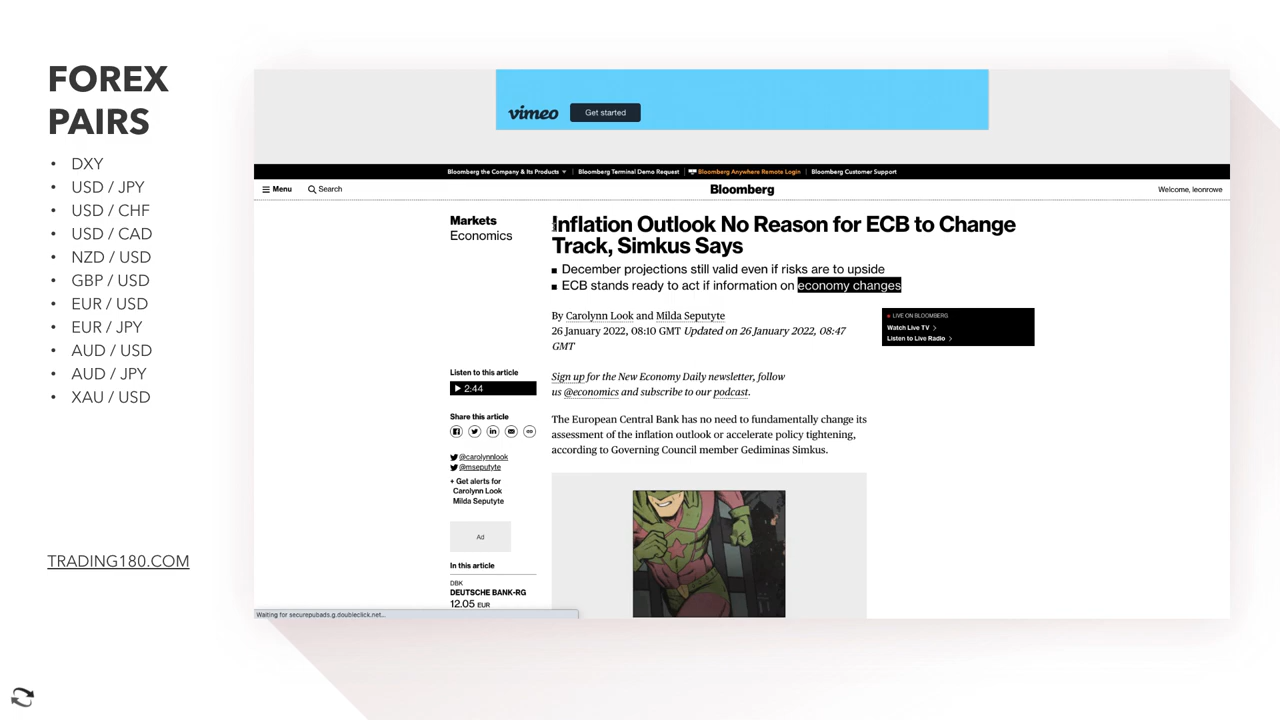 FOREX
PAIRS
• DXY
• USD / JPY
• USD / CHF
• USD / CAD
• NZD / USD
• GBP / USD
• EUR / USD
• EUR / JPY
• AUD / USD
• AUD / JPY
• XAU / USD
TRADING180.COM
vimeo Get started
Bloomberg the Company & Its Products Bloomberg Terminal Demo Request Bloomberg Anywhere Remote Login Bloomberg Customer Support
Menu Search Bloomberg Welcome, leonrowe
Markets
Economics
Inflation Outlook No Reason for ECB to Change
Track, Simkus Says
December projections still valid even if risks are to upside
ECB stands ready to act if information on economy changes
By Carolynn Look and Milda Seputyte
26 January 2022, 08:10 GMT Updated on 26 January 2022, 08:47
GMT
LIVE ON BLOOMBERG
Watch Live TV
Listen to Live Radio
Listen to this article
2:44
Share this article
@carolynnlook
@mseputyte
+ Get alerts for
Carolynn Look
Milda Seputyte
Ad
In this article
DBK
DEUTSCHE BANK-RG
12.05 EUR
Sign up for the New Economy Daily newsletter, follow
us @economics and subscribe to our podcast.
The European Central Bank has no need to fundamentally change its
assessment of the inflation outlook or accelerate policy tightening,
according to Governing Council member Gediminas Simkus.
Waiting for securepubads.g.doubleclick.net...